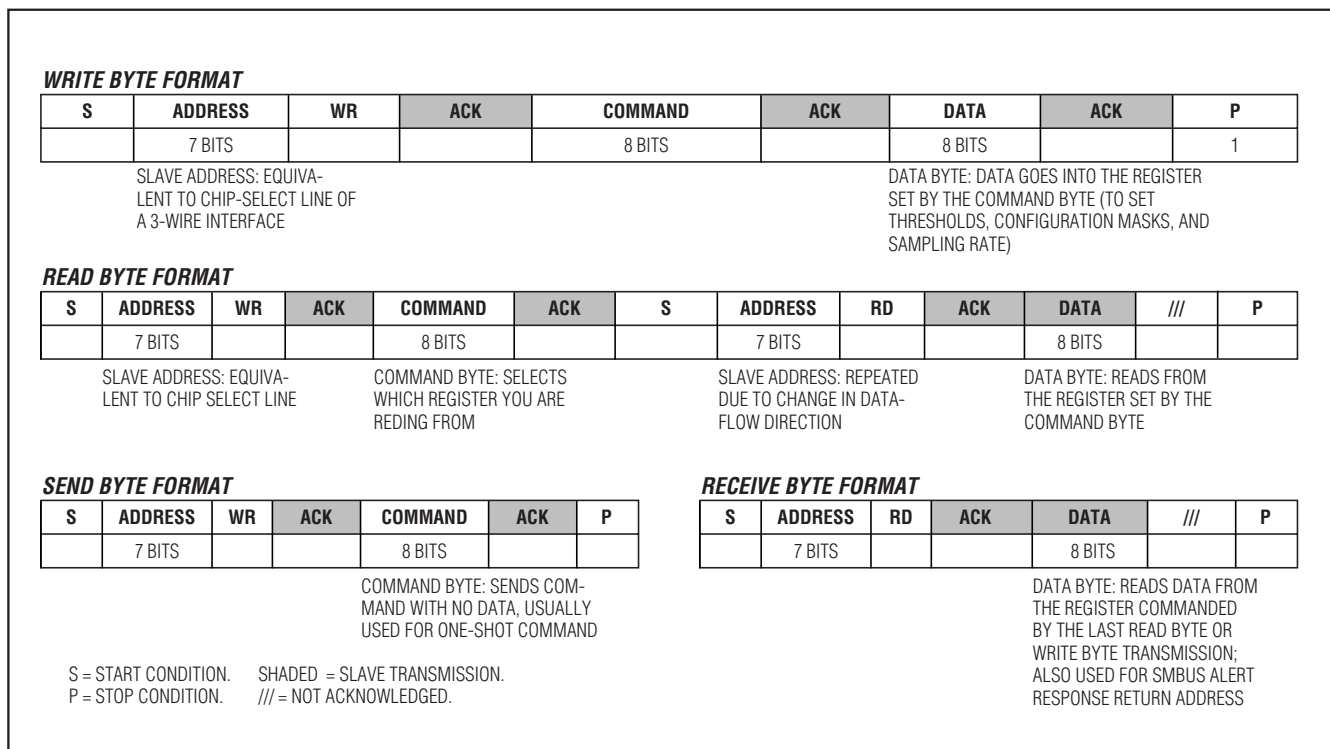 WRITE BYTE FORMAT
S ADDRESS WR ACK COMMAND ACK DATA ACK P
7 BITS 8 BITS 8 BITS 1
SLAVE ADDRESS: EQUIVA-
LENT TO CHIP-SELECT LINE OF
A 3-WIRE INTERFACE
DATA BYTE: DATA GOES INTO THE REGISTER
SET BY THE COMMAND BYTE (TO SET
THRESHOLDS, CONFIGURATION MASKS, AND
SAMPLING RATE)
READ BYTE FORMAT
S ADDRESS WR ACK COMMAND ACK S ADDRESS RD ACK DATA /// P
7 BITS 8 BITS 7 BITS 8 BITS
SLAVE ADDRESS: EQUIVA-
LENT TO CHIP SELECT LINE
COMMAND BYTE: SELECTS
WHICH REGISTER YOU ARE
REDING FROM
SLAVE ADDRESS: REPEATED
DUE TO CHANGE IN DATA-
FLOW DIRECTION
DATA BYTE: READS FROM
THE REGISTER SET BY THE
COMMAND BYTE
SEND BYTE FORMAT
S ADDRESS WR ACK COMMAND ACK P
7 BITS 8 BITS
COMMAND BYTE: SENDS COM-
MAND WITH NO DATA, USUALLY
USED FOR ONE-SHOT COMMAND
RECEIVE BYTE FORMAT
S ADDRESS RD ACK DATA /// P
7 BITS 8 BITS
DATA BYTE: READS DATA FROM
THE REGISTER COMMANDED
BY THE LAST READ BYTE OR
WRITE BYTE TRANSMISSION;
ALSO USED FOR SMBUS ALERT
RESPONSE RETURN ADDRESS
S = START CONDITION. SHADED = SLAVE TRANSMISSION.
P = STOP CONDITION. /// = NOT ACKNOWLEDGED.